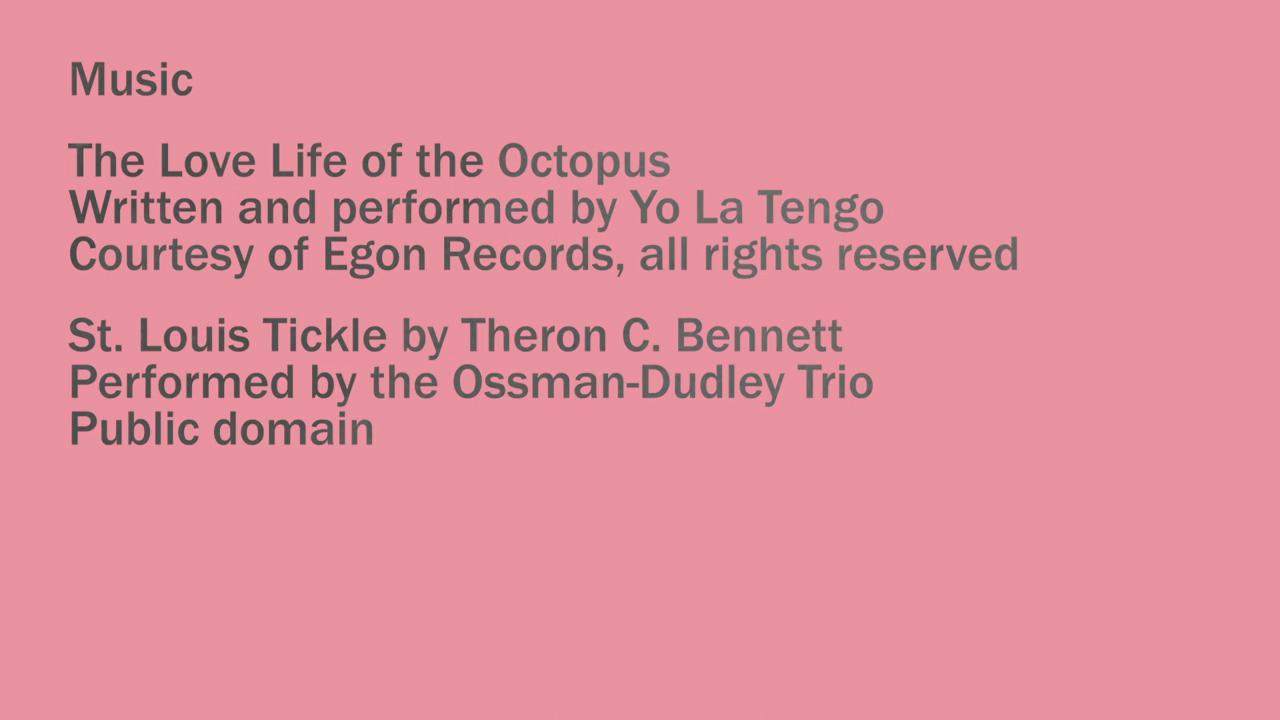 Music
The Love Life of the Octopus
Written and performed by Yo La Tengo
Courtesy of Egon Records, all rights reserved
St. Louis Tickle by Theron C. Bennett
Performed by the Ossman-Dudley Trio
Public domain